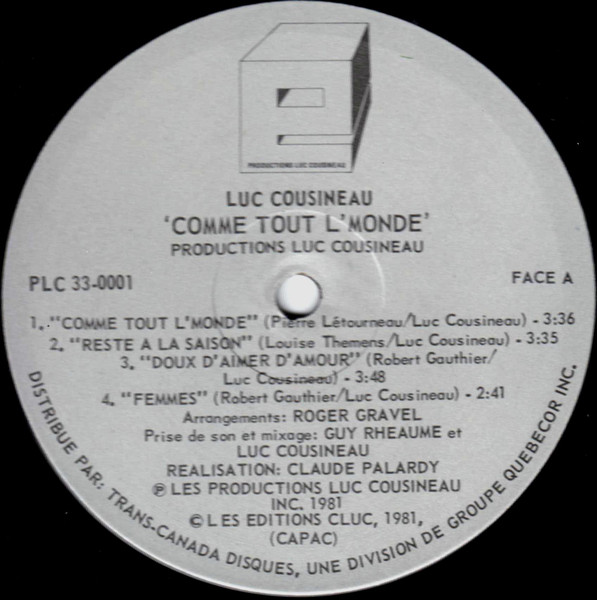 PRODUCTIONS LUC COUSINEAU
LUC COUSINEAU
'COMME TOUT L'MONDE'
PRODUCTIONS LUC COUSINEAU
PLC 33-0001
FACE A
1. "COMME TOUT L'MONDE" (Pierre Létourneau/Luc Cousineau) - 3:36
2. "RESTE A LA SAISON" (Louise Themens/Luc Cousineau) - 3:35
3. "DOUX D'AIMER D'AMOUR" (Robert Gauthier/
Luc Cousineau) - 3:48
4. "FEMMES" (Robert Gauthier/Luc Cousineau) - 2:41
Arrangements: ROGER GRAVEL
Prise de son et mixage: GUY RHEAUME et
LUC COUSINEAU
REALISATION: CLAUDE PALARDY
℗ LES PRODUCTIONS LUC COUSINEAU
INC. 1981
© LES EDITIONS CLUC, 1981,
(CAPAC)
DISTRIBUE PAR: TRANS-CANADA DISQUES, UNE DIVISION DE GROUPE QUEBECOR INC.